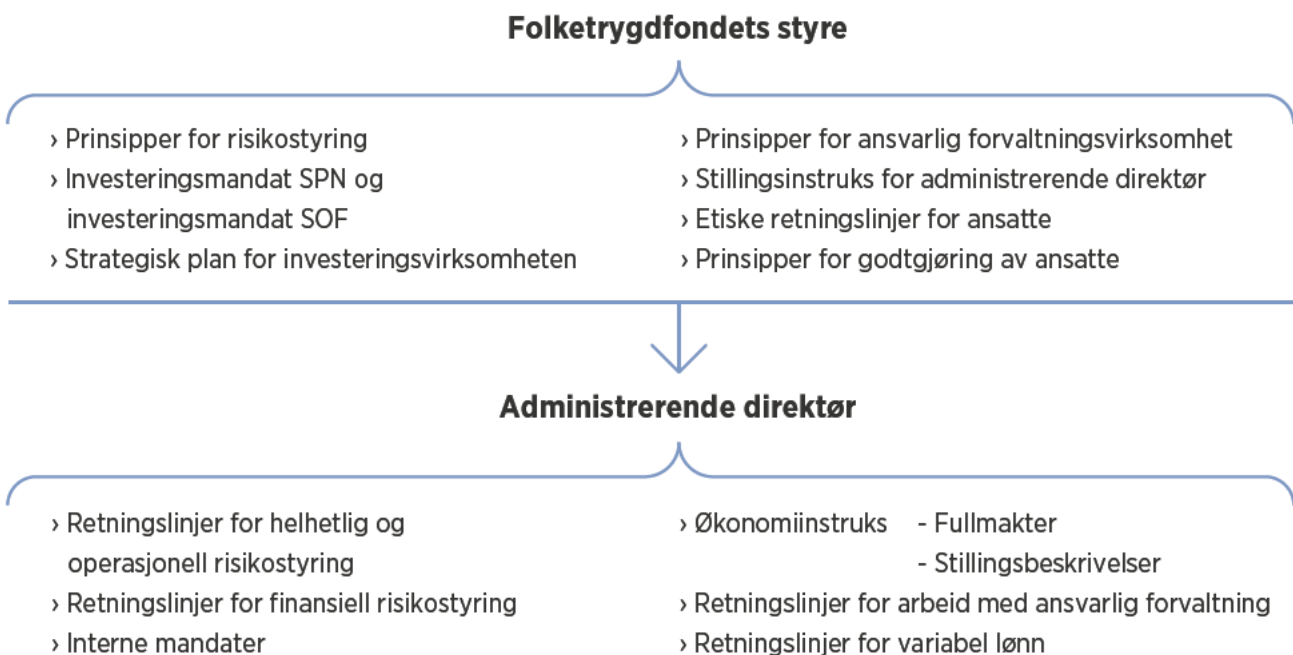 Folketrygdfondets styre
› Prinsipper for risikostyring
› Investeringsmandat SPN og
investeringsmandat SOF
› Strategisk plan for investeringsvirksomheten
› Prinsipper for ansvarlig forvaltningsvirksomhet
› Stillingsinstruks for administrerende direktør
› Etiske retningslinjer for ansatte
› Prinsipper for godtgjøring av ansatte
Administrerende direktør
› Retningslinjer for helhetlig og
operasjonell risikostyring
› Retningslinjer for finansiell risikostyring
› Interne mandater
› Økonomiinstruks - Fullmakter
- Stillingsbeskrivelser
› Retningslinjer for arbeid med ansvarlig forvaltning
› Retningslinjer for variabel lønn